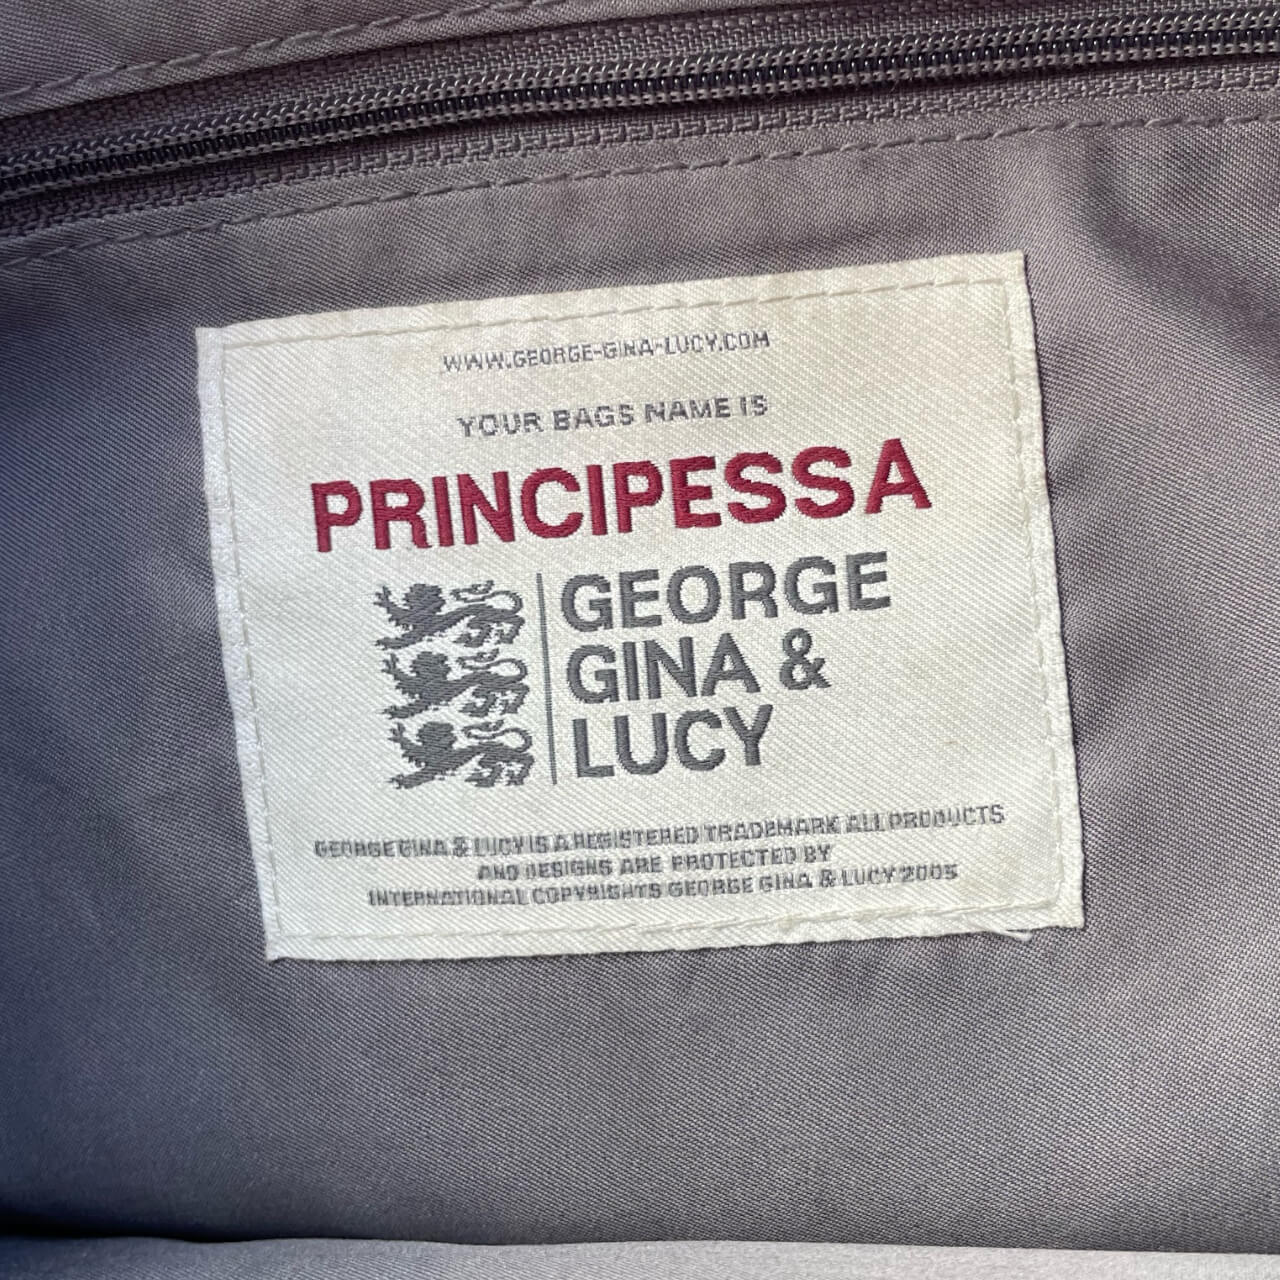 WWW.GEORGE-GINA-LUCY.COM
YOUR BAGS NAME IS
PRINCIPESSA
GEORGE
GINA &
LUCY
GEORGE GINA & LUCY IS A REGISTERED TRADEMARK ALL PRODUCTS
AND DESIGNS ARE PROTECTED BY
INTERNATIONAL COPYRIGHTS GEORGE GINA & LUCY 2005